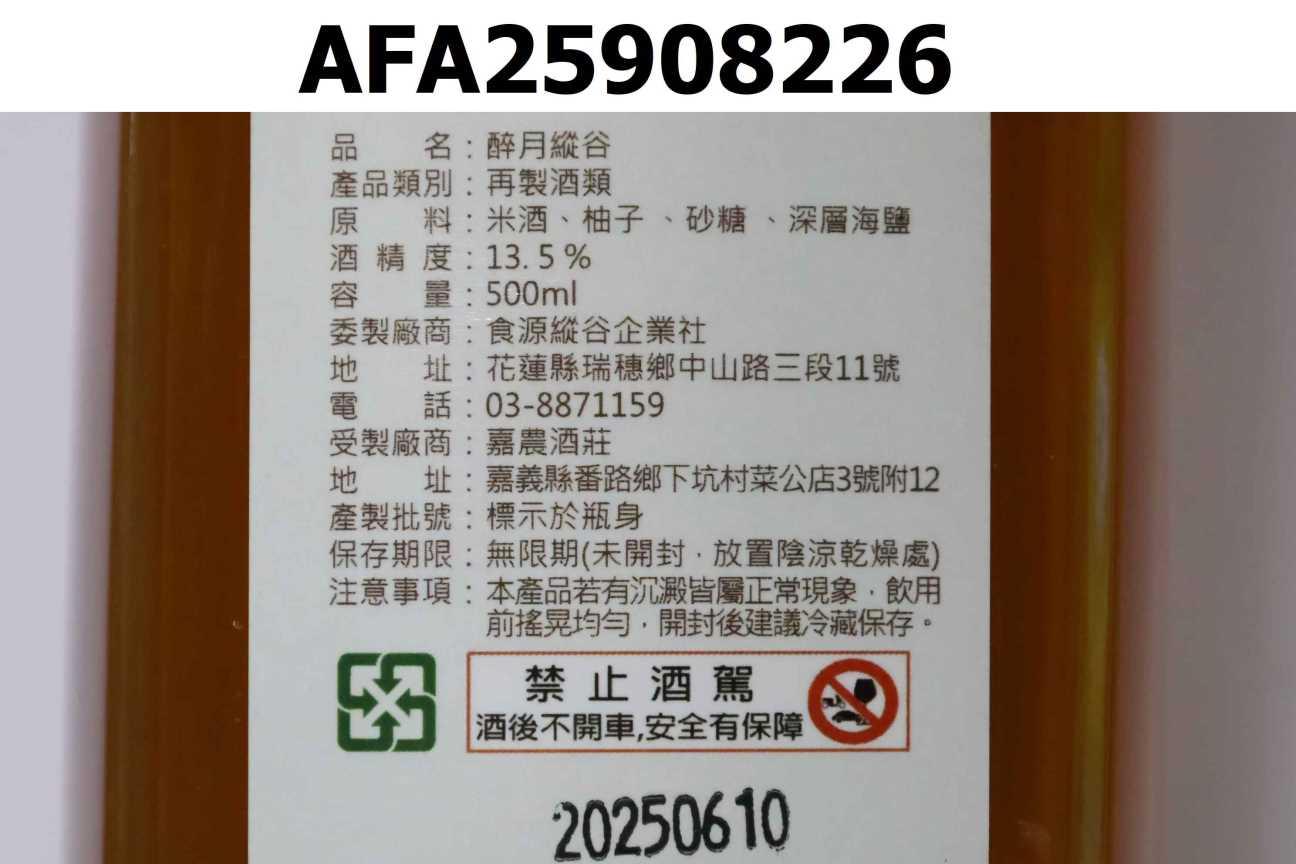 AFA25908226
品名：醉月縱谷
產品類別：再製酒類
原料：米酒、柚子、砂糖、深層海鹽
酒精度：13.5%
容量：500ml
委製廠商：食源縱谷企業社
地址：花蓮縣瑞穗鄉中山路三段11號
電話：03-8871159
受製廠商：嘉農酒莊
地址：嘉義縣番路鄉下坑村菜公店3號附12
產製批號：標示於瓶身
保存期限：無限期(未開封，放置陰涼乾燥處)
注意事項：本產品若有沉澱皆屬正常現象，飲用
前搖晃均勻，開封後建議冷藏保存。
禁止酒駕
酒後不開車,安全有保障
20250610